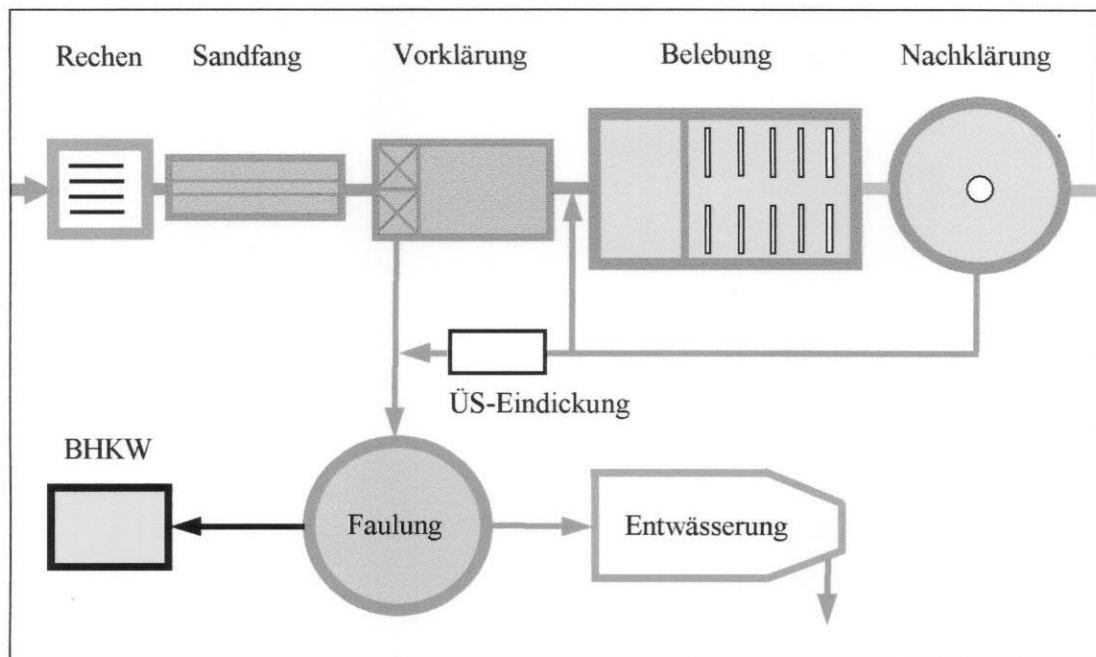 Rechen
Sandfang
Vorklärung
Belebung
Nachklärung
ÜS-Eindickung
BHKW
Faulung
Entwässerung